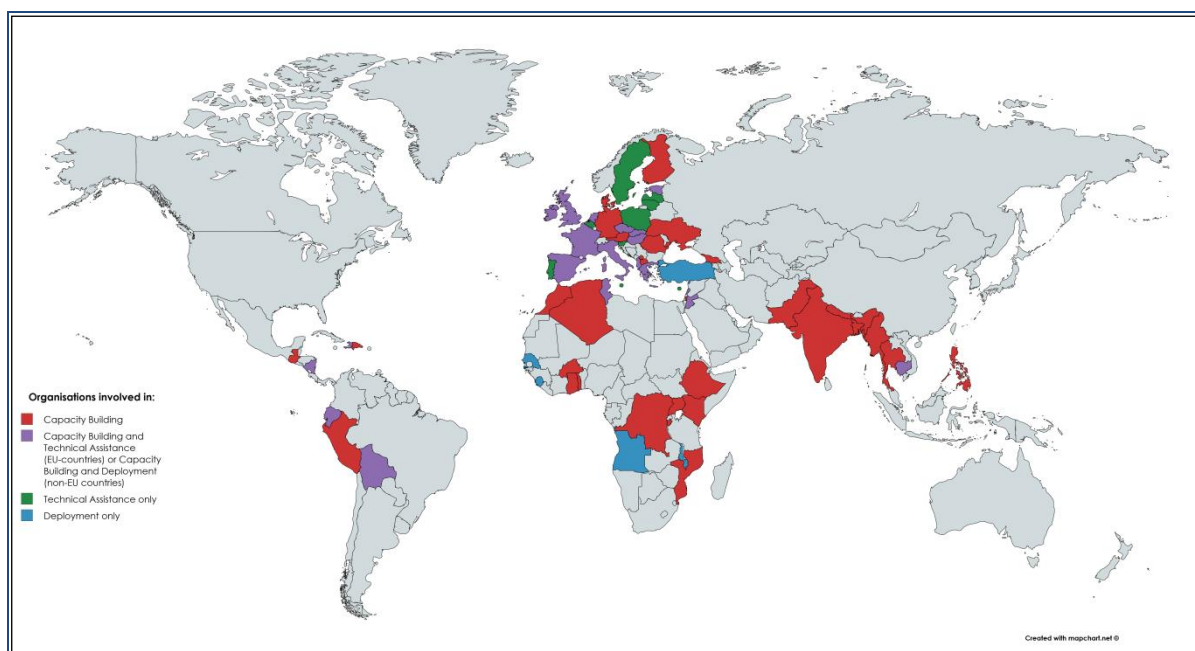 Organisations involved in:
Capacity Building
Capacity Building and
Technical Assistance
(EU-countries) or Capacity
Building and Deployment
(non-EU countries)
Technical Assistance only
Deployment only
Created with mapchart.net ©